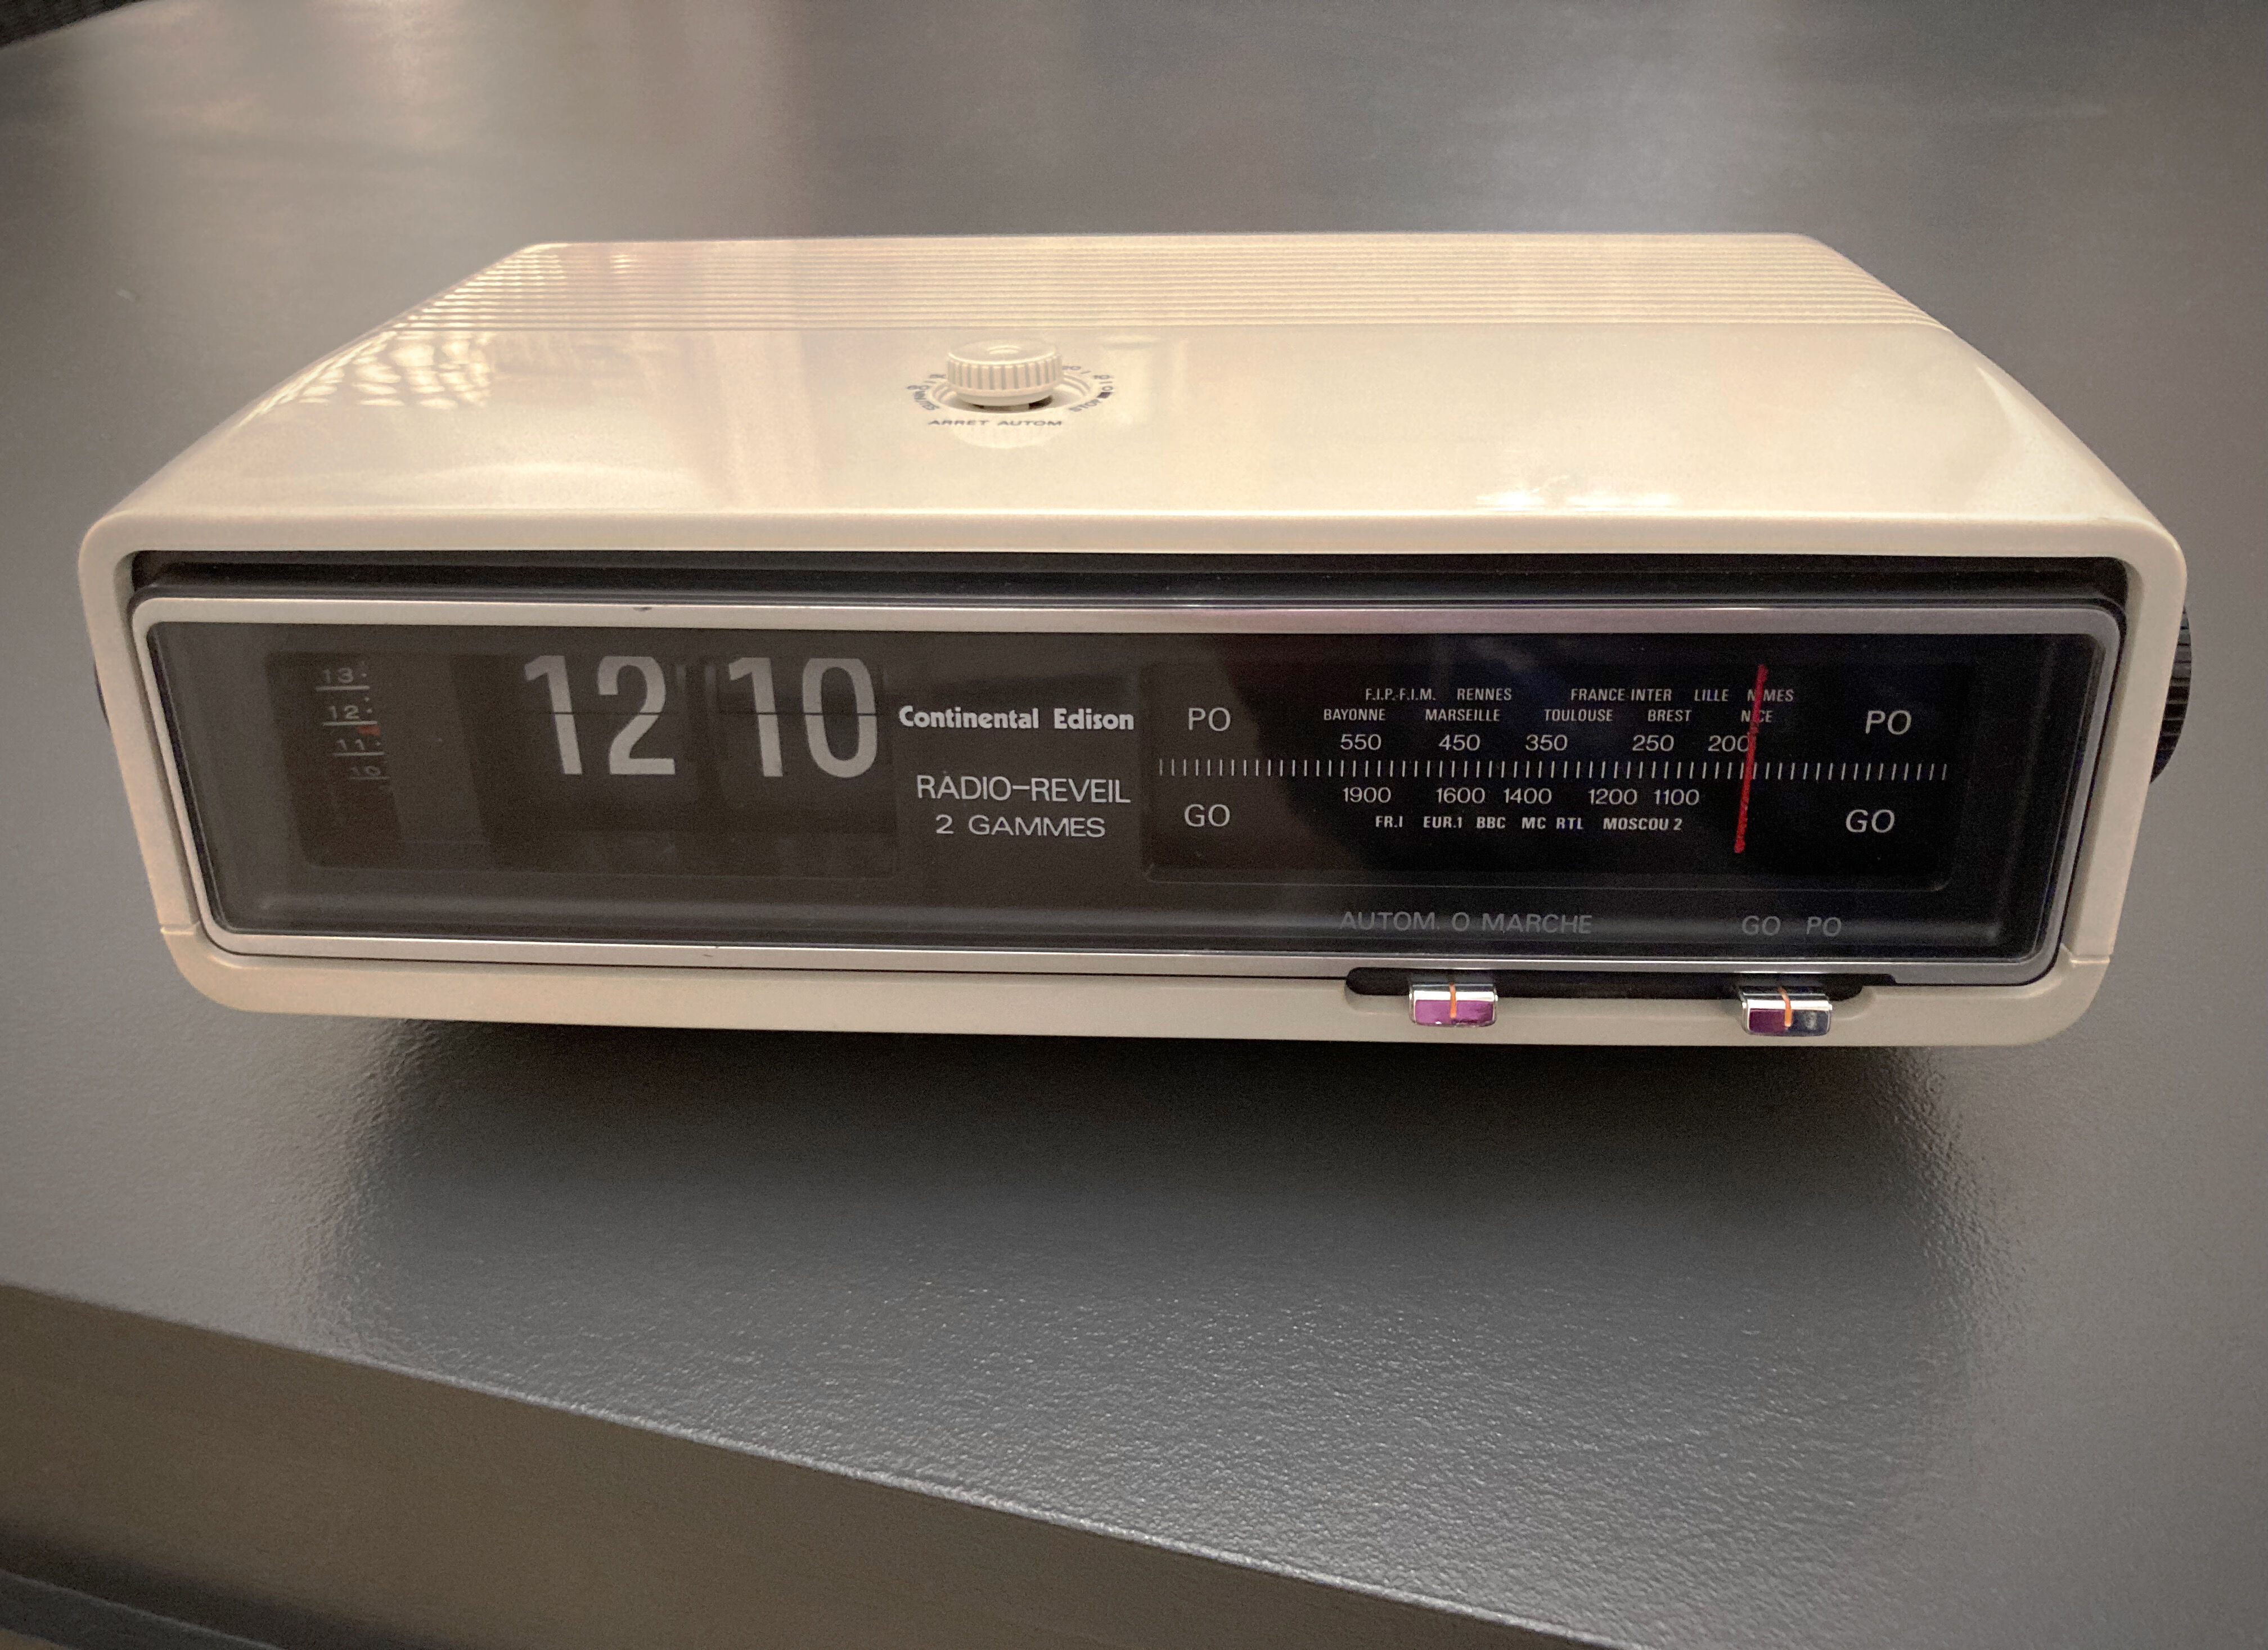 ARRET AUTOM
13
12
11
10
12 10
Continental Edison
RADIO-REVEIL
2 GAMMES
F.I.P.-F.I.M. RENNES FRANCE-INTER LILLE NIMES
PO BAYONNE MARSEILLE TOULOUSE BREST NICE PO
550 450 350 250 200
1900 1600 1400 1200 1100
GO FR.I EUR.1 BBC MC RTL MOSCOU 2 GO
AUTOM. O MARCHE GO PO